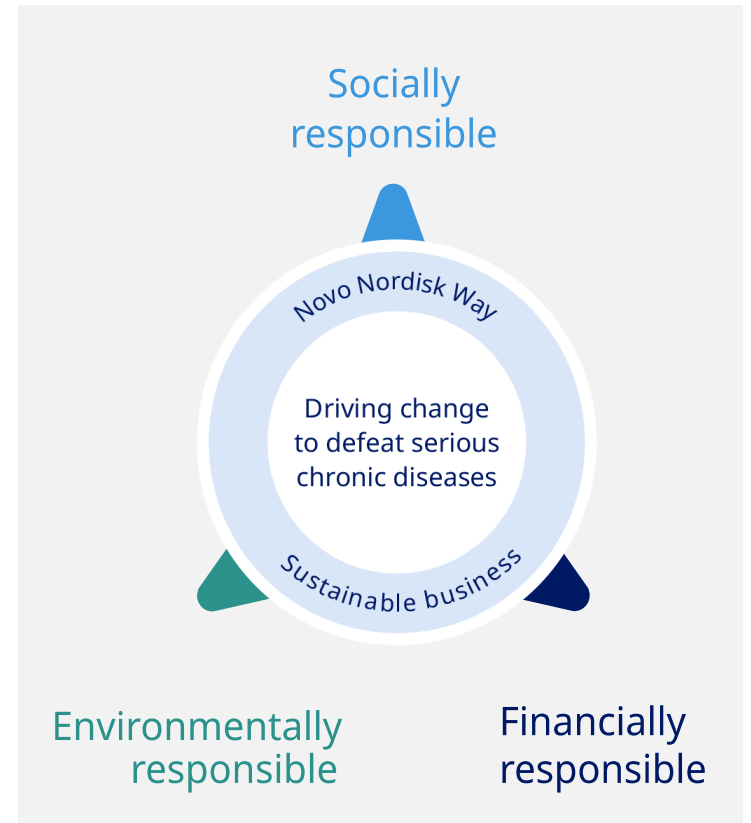 Socially
responsible
Novo Nordisk Way
Driving change
to defeat serious
chronic diseases
Sustainable business
Environmentally
responsible
Financially
responsible